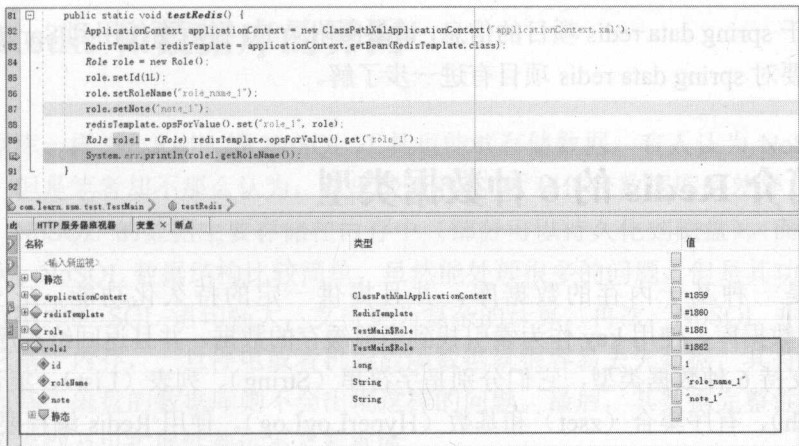 81 public static void testRedis() {
82 ApplicationContext applicationContext = new ClassPathXmlApplicationContext("applicationContext.xml");
83 RedisTemplate redisTemplate = applicationContext.getBean(RedisTemplate.class);
84 Role role = new Role();
85 role.setId(1L);
86 role.setRoleName("role_name_1");
87 role.setNote("note_1");
88 redisTemplate.opsForValue().set("role_1", role);
89 Role role1 = (Role) redisTemplate.opsForValue().get("role_1");
System.err.println(role1.getRoleName());
91 }
92
com.learn.ssm.test.TestMain testRedis
HTTP 服务器监视器 变量 × 断点
名称 类型 值
<输入新监视>
静态
applicationContext ClassPathXmlApplicationContext #1859
redisTemplate RedisTemplate #1860
role TestMain$Role #1861
role1 TestMain$Role #1862
id long 1
roleName String "role_name_1"
note String "note_1"
静态